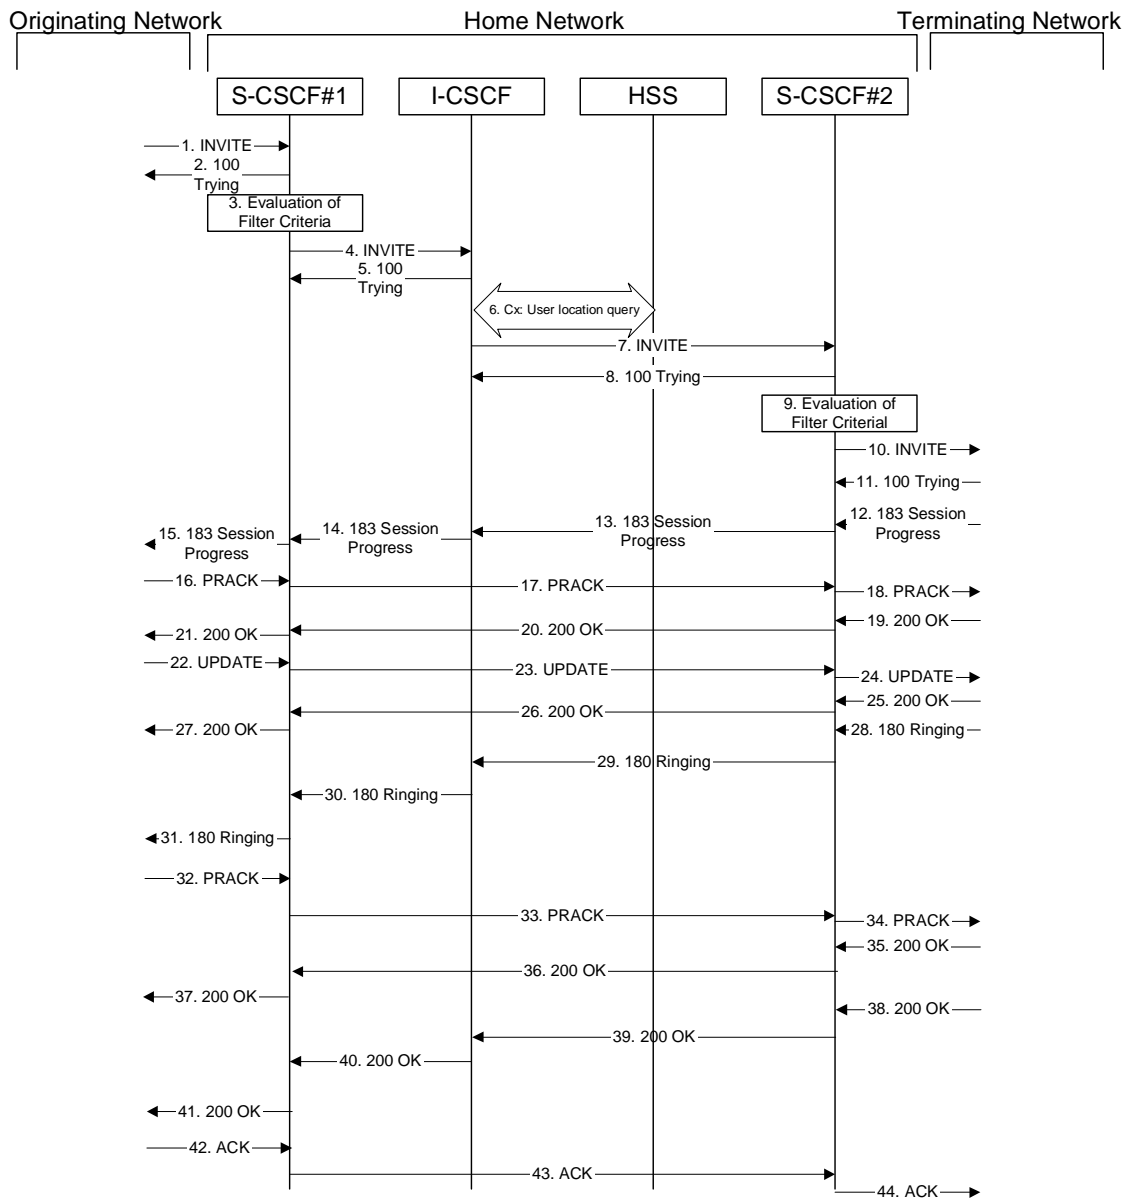 Originating Network
Home Network
Terminating Network
S-CSCF#1
I-CSCF
HSS
S-CSCF#2
1. INVITE
2. 100
Trying
3. Evaluation of
Filter Criteria
4. INVITE
5. 100
Trying
6. Cx: User location query
7. INVITE
8. 100 Trying
9. Evaluation of
Filter Criterial
10. INVITE
11. 100 Trying
12. 183 Session
Progress
13. 183 Session
Progress
14. 183 Session
Progress
15. 183 Session
Progress
16. PRACK
17. PRACK
18. PRACK
19. 200 OK
20. 200 OK
21. 200 OK
22. UPDATE
23. UPDATE
24. UPDATE
25. 200 OK
26. 200 OK
27. 200 OK
28. 180 Ringing
29. 180 Ringing
30. 180 Ringing
31. 180 Ringing
32. PRACK
33. PRACK
34. PRACK
35. 200 OK
36. 200 OK
37. 200 OK
38. 200 OK
39. 200 OK
40. 200 OK
41. 200 OK
42. ACK
43. ACK
44. ACK